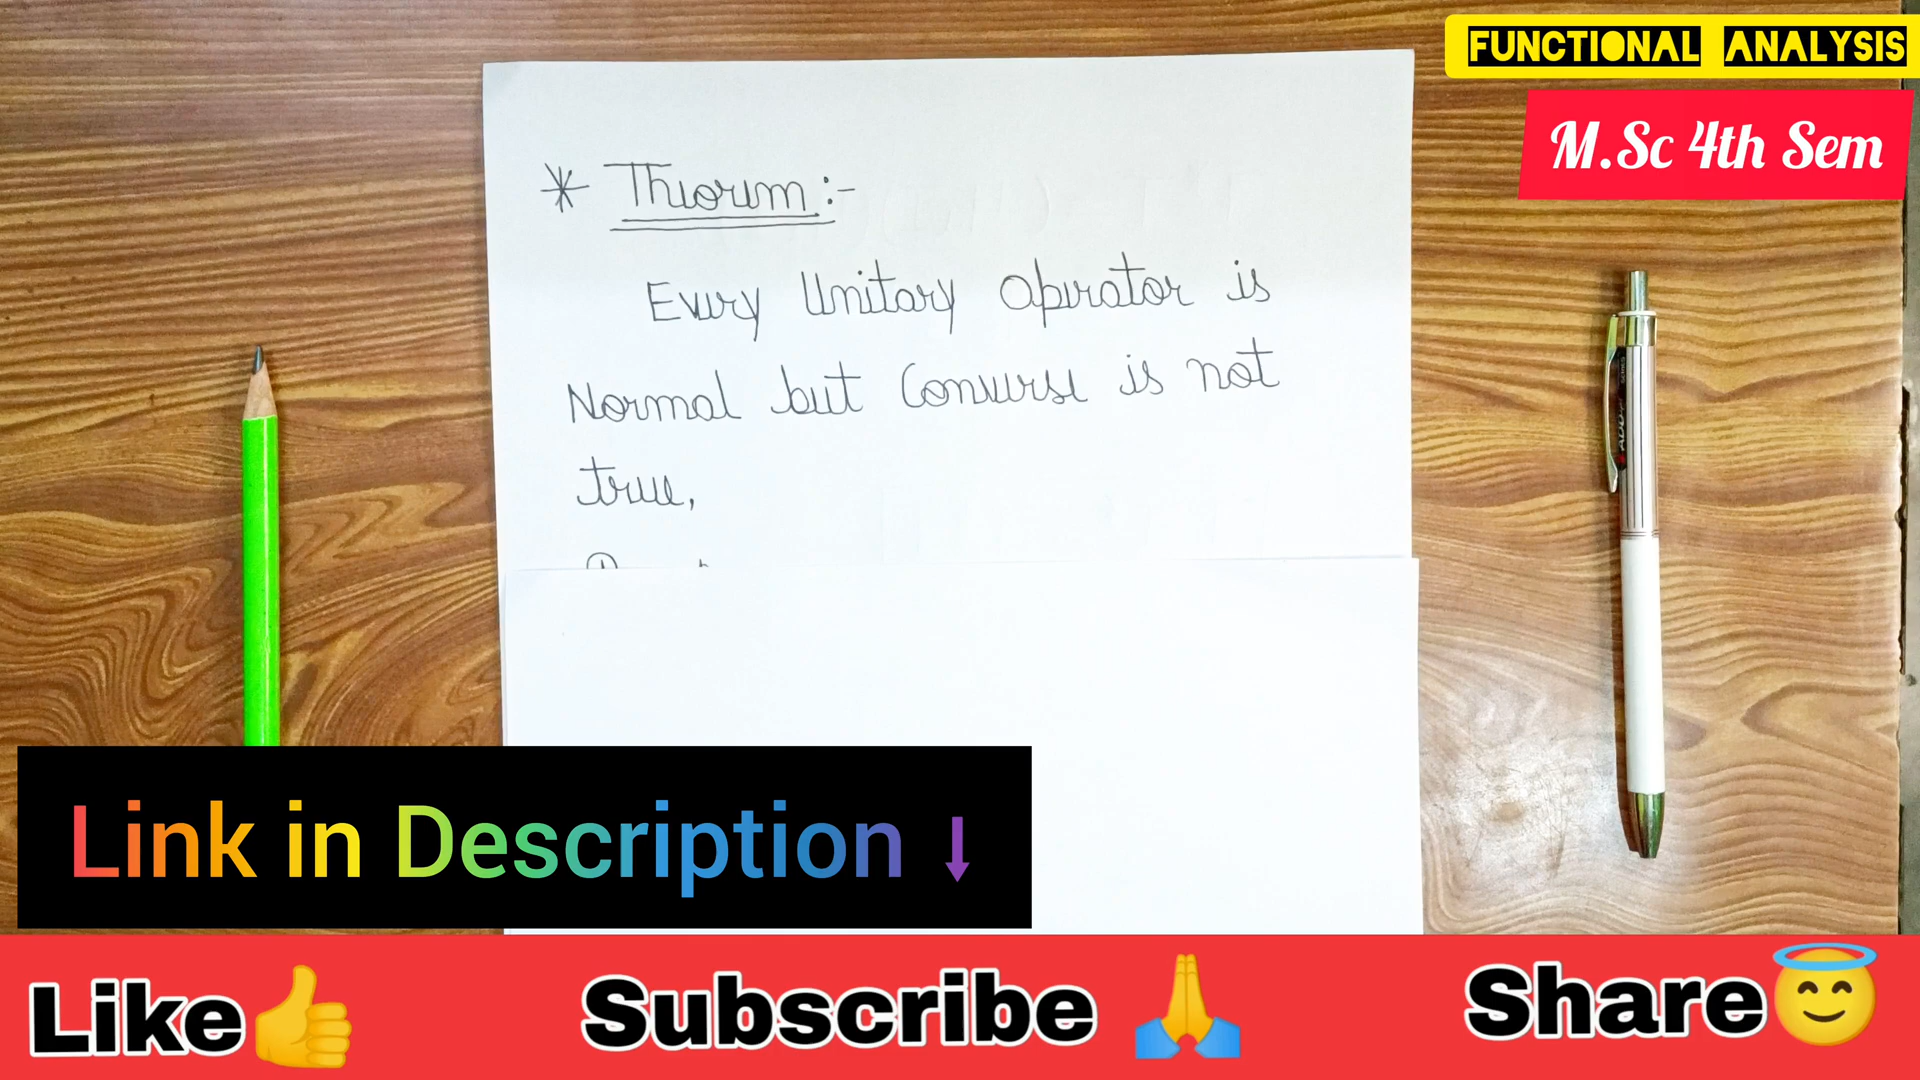 FUNCTIONAL ANALYSIS
M.Sc 4th Sem
* Theorem :-
Every Unitary Operator is
Normal but Converse is not
true,
Link in Description ↓
Like👍 Subscribe 🙏 Share😇